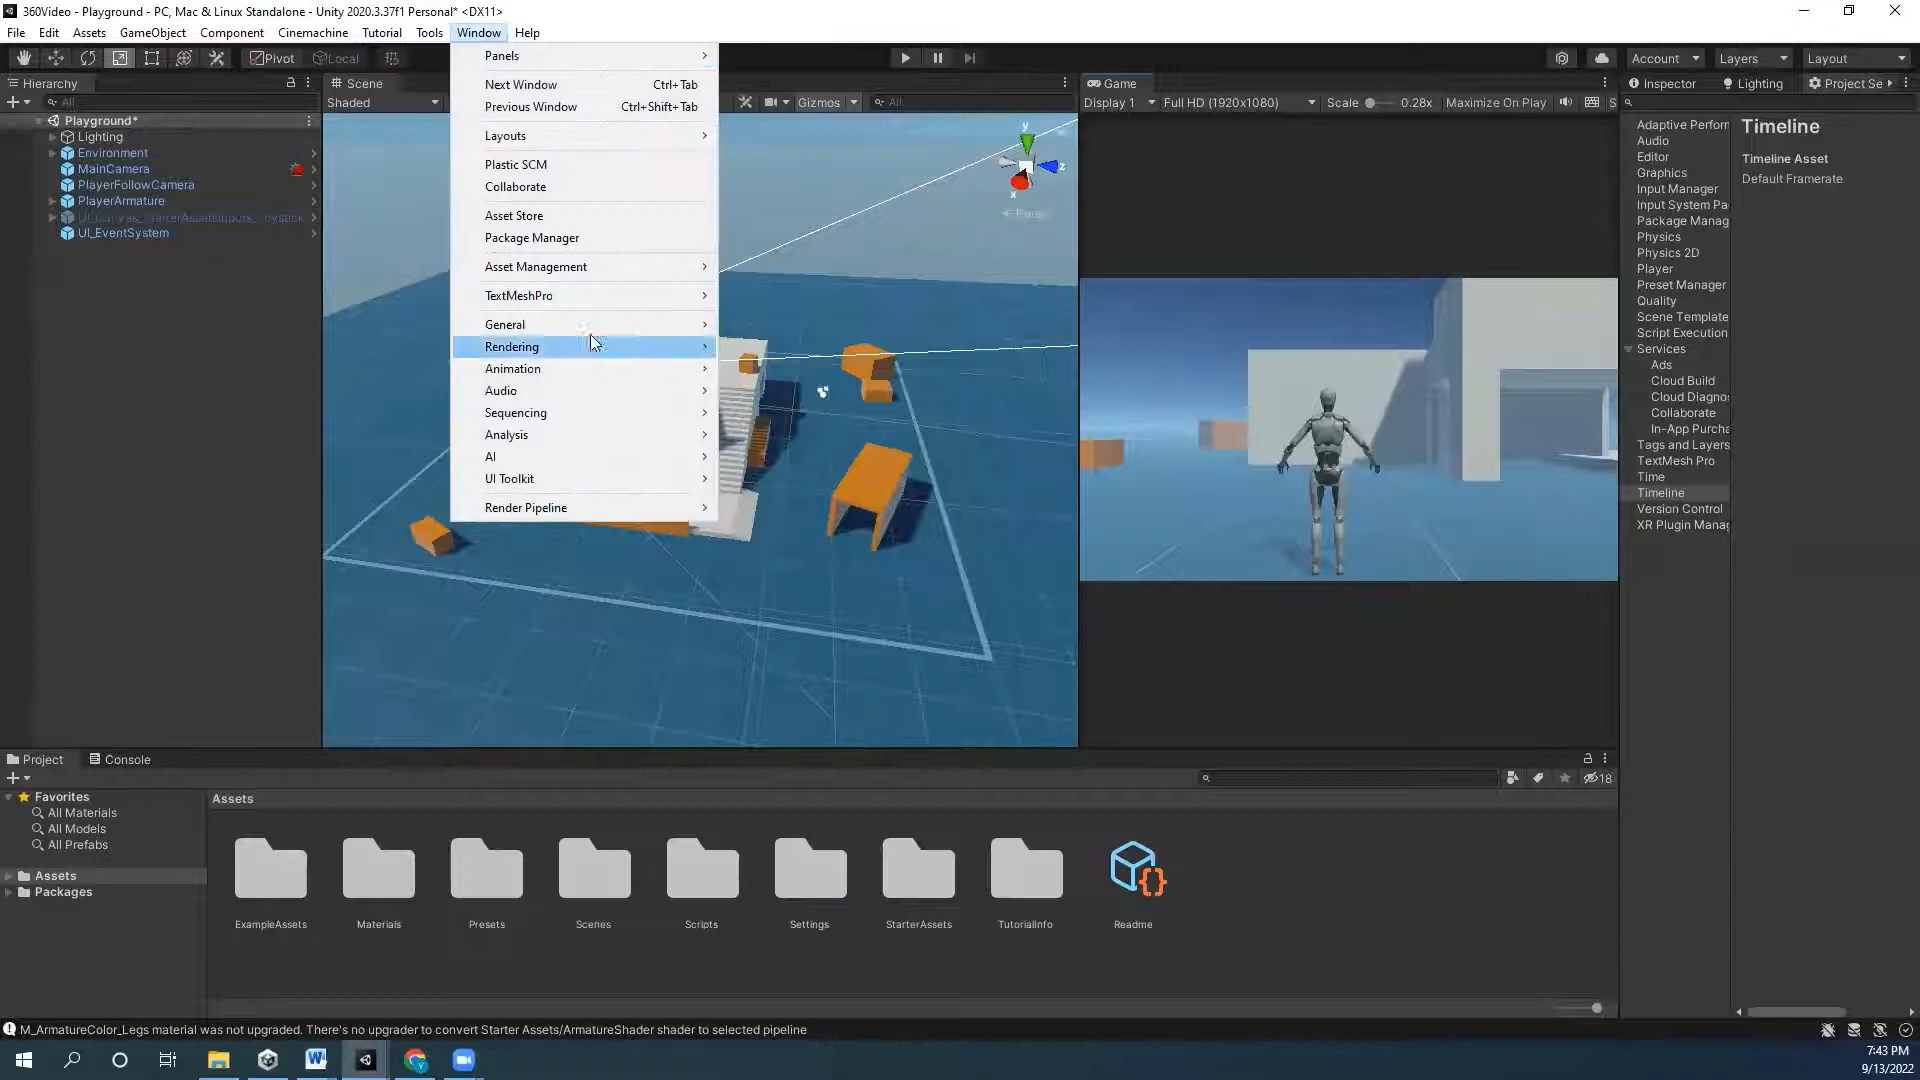 360Video - Playground - PC, Mac & Linux Standalone - Unity 2020.3.37f1 Personal* <DX11>
File Edit Assets GameObject Component Cinemachine Tutorial Tools Window Help
Pivot Local Account Layers Layout
Hierarchy
All
Playground*
Lighting
Environment
MainCamera
PlayerFollowCamera
PlayerArmature
UI_Canvas_StarterAssetsInputs_Joystick
UI_EventSystem
Scene
Shaded
Gizmos
All
Panels
Next Window Ctrl+Tab
Previous Window Ctrl+Shift+Tab
Layouts
Plastic SCM
Collaborate
Asset Store
Package Manager
Asset Management
TextMeshPro
General
Rendering
Animation
Audio
Sequencing
Analysis
AI
UI Toolkit
Render Pipeline
y
z
x
Persp
Game
Display 1 Full HD (1920x1080) Scale 0.28x Maximize On Play S
Inspector Lighting Project Se
Adaptive Perforn
Audio
Editor
Graphics
Input Manager
Input System Pa
Package Manag
Physics
Physics 2D
Player
Preset Manager
Quality
Scene Template
Script Execution
Services
Ads
Cloud Build
Cloud Diagno
Collaborate
In-App Purcha
Tags and Layers
TextMesh Pro
Time
Timeline
Version Control
XR Plugin Manag
Timeline
Timeline Asset
Default Framerate
Project Console
18
Favorites
All Materials
All Models
All Prefabs
Assets
Packages
Assets
ExampleAssets Materials Presets Scenes Scripts Settings StarterAssets TutorialInfo Readme
M_ArmatureColor_Legs material was not upgraded. There's no upgrader to convert Starter Assets/ArmatureShader shader to selected pipeline
7:43 PM
9/13/2022